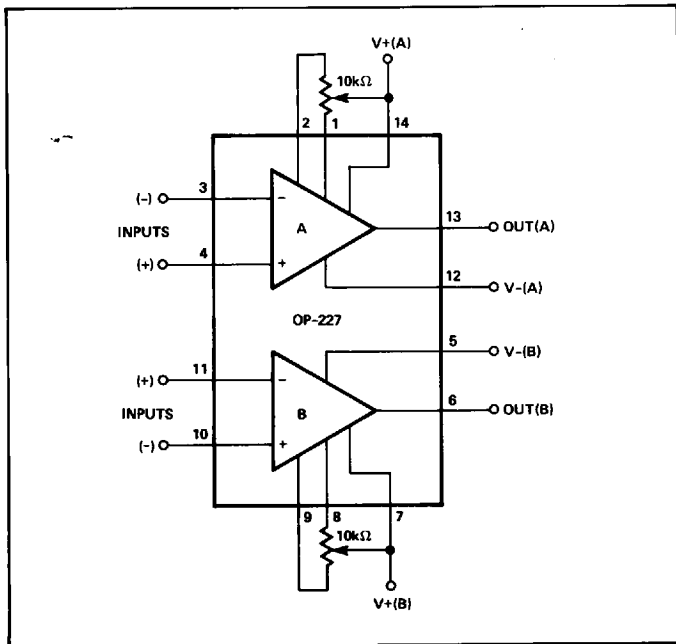 V+(A)
10kΩ
2 1 14
3
(-) - 13 OUT(A)
INPUTS A
4
(+) + 12 V-(A)
OP-227
5 V-(B)
11
(+) - 6 OUT(B)
INPUTS B
10
(-) +
9 8 7
10kΩ
V+(B)